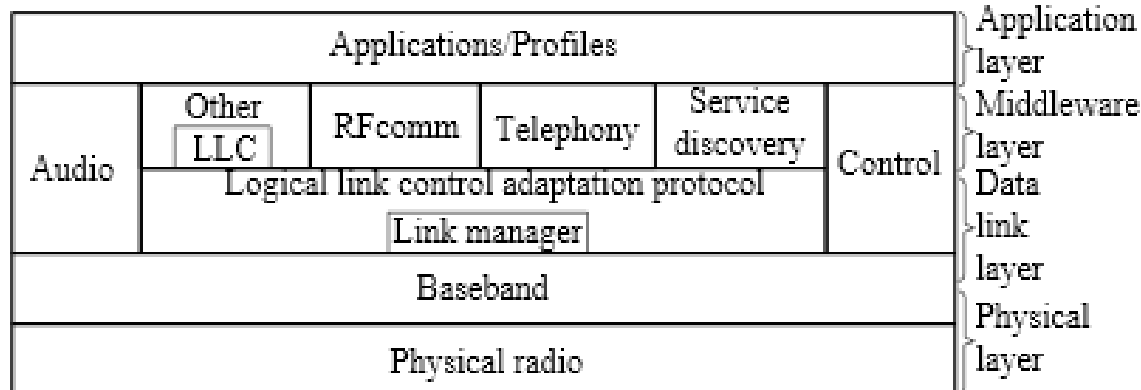 Applications/Profiles
Application
layer
Audio
Other
LLC
RFcomm
Telephony
Service
discovery
Control
Middleware
layer
Logical link control adaptation protocol
Link manager
Data
link
layer
Baseband
Physical radio
Physical
layer